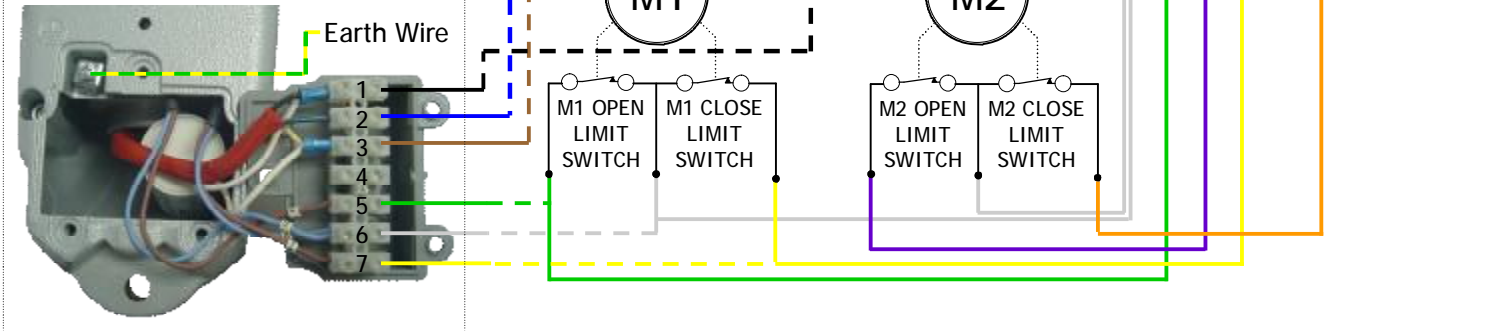 M1
M2
Earth Wire
1
2
3
4
5
6
7
M1 OPEN
LIMIT
SWITCH
M1 CLOSE
LIMIT
SWITCH
M2 OPEN
LIMIT
SWITCH
M2 CLOSE
LIMIT
SWITCH